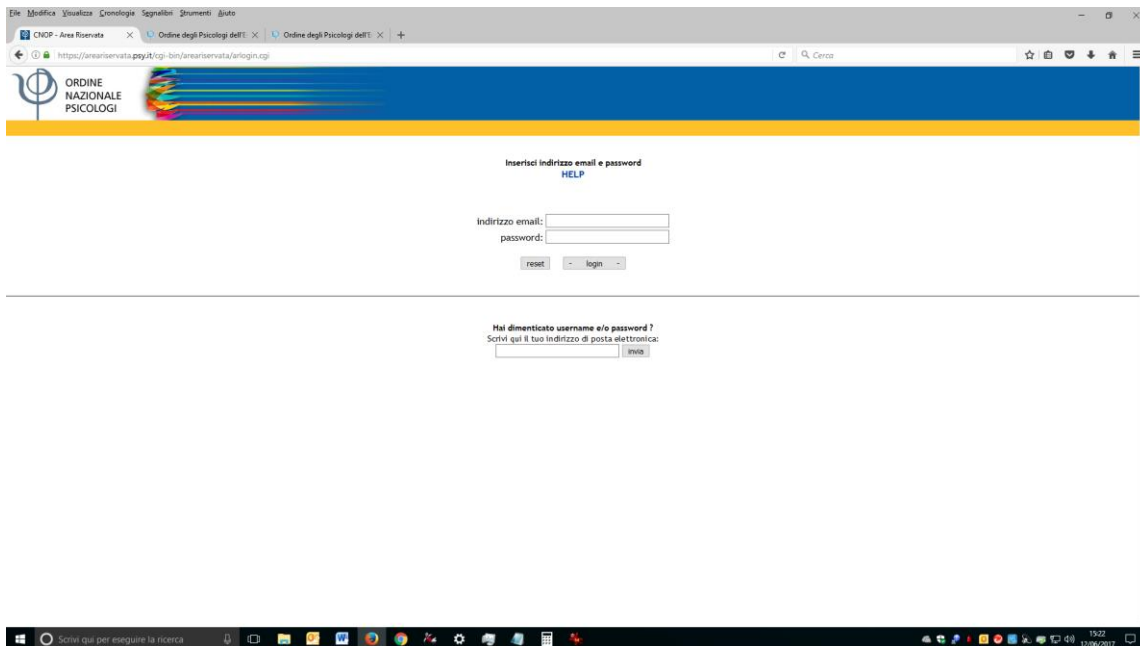 File Modifica Visualizza Cronologia Segnalibri Strumenti Aiuto
CNOP - Area Riservata
Ordine degli Psicologi dell'E
Ordine degli Psicologi dell'E
https://areariservata.psy.it/cgi-bin/areariservata/arlogin.cgi
Cerca
ORDINE
NAZIONALE
PSICOLOGI
Inserisci indirizzo email e password
HELP
indirizzo email:
password:
reset - login -
Hai dimenticato username e/o password ?
Scrivi qui il tuo indirizzo di posta elettronica:
invia
Scrivi qui per eseguire la ricerca
15:22
12/06/2017